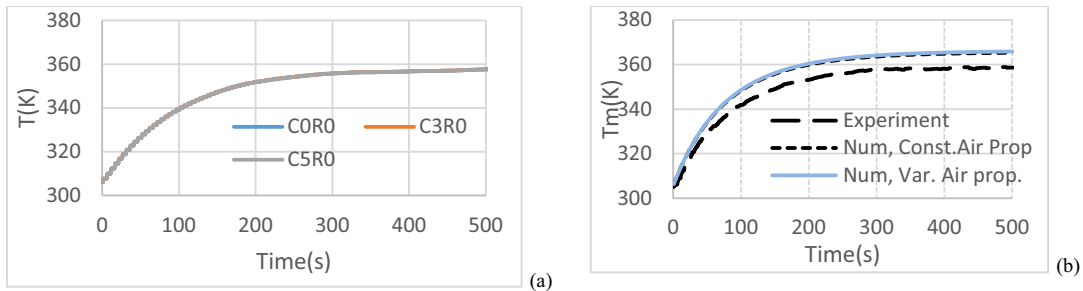 380
360
340
320
300
T(K)
C0R0
C3R0
C5R0
0 100 200 300 400 500
Time(s)
(a)
380
360
340
320
300
Tm(K)
Experiment
Num, Const.Air Prop
Num, Var. Air prop.
0 100 200 300 400 500
Time(s)
(b)